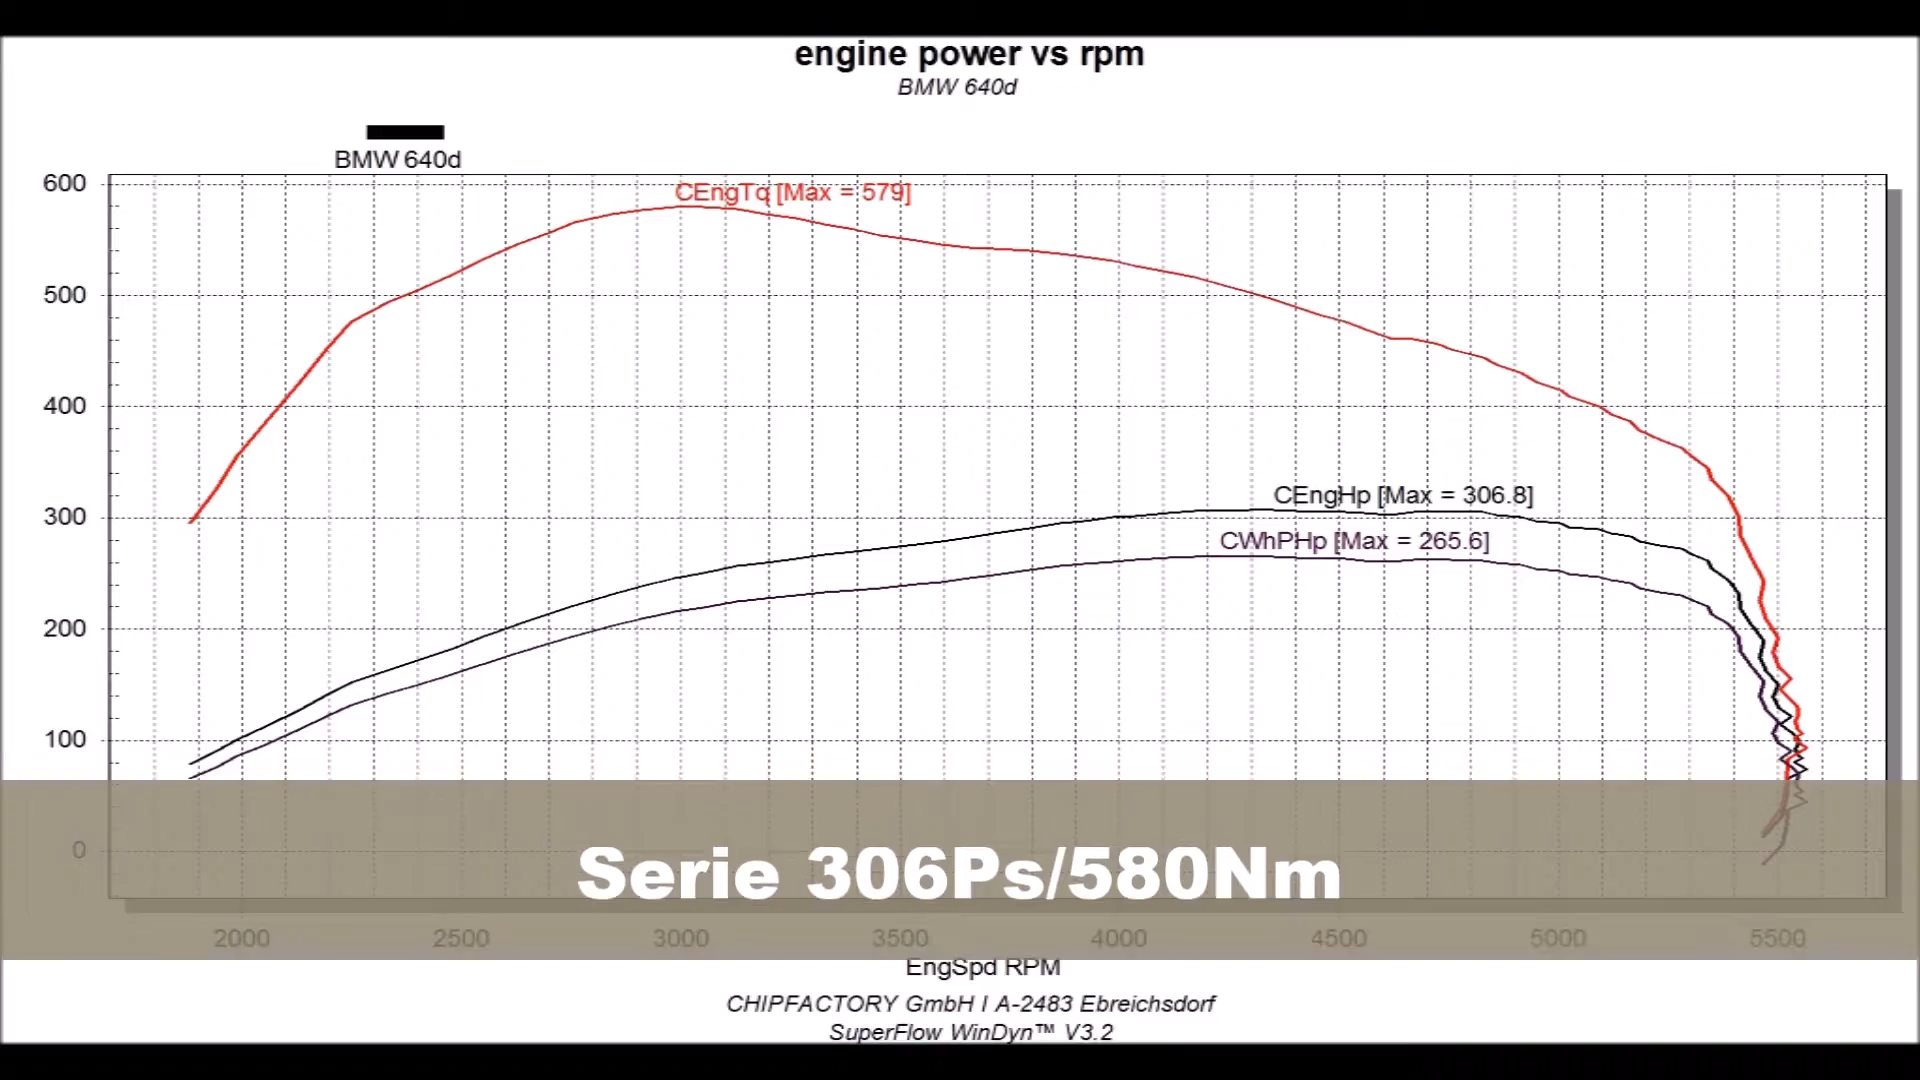 engine power vs rpm
BMW 640d
BMW 640d
600
CEngTq [Max = 579]
500
400
300
CEngHp [Max = 306.8]
CWhPHp [Max = 265.6]
200
100
0
Serie 306Ps/580Nm
2000 2500 3000 3500 4000 4500 5000 5500
EngSpd RPM
CHIPFACTORY GmbH I A-2483 Ebreichsdorf
SuperFlow WinDyn™ V3.2